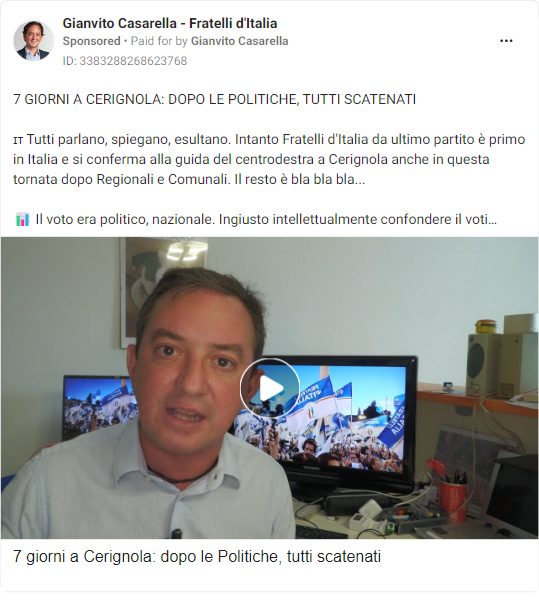 Gianvito Casarella - Fratelli d'Italia
Sponsored • Paid for by Gianvito Casarella
ID: 3383288268623768
7 GIORNI A CERIGNOLA: DOPO LE POLITICHE, TUTTI SCATENATI
IT Tutti parlano, spiegano, esultano. Intanto Fratelli d'Italia da ultimo partito è primo
in Italia e si conferma alla guida del centrodestra a Cerignola anche in questa
tornata dopo Regionali e Comunali. Il resto è bla bla bla...
📊 Il voto era politico, nazionale. Ingiusto intellettualmente confondere il voti…
FRATELLI
D'ITALIA
7 giorni a Cerignola: dopo le Politiche, tutti scatenati